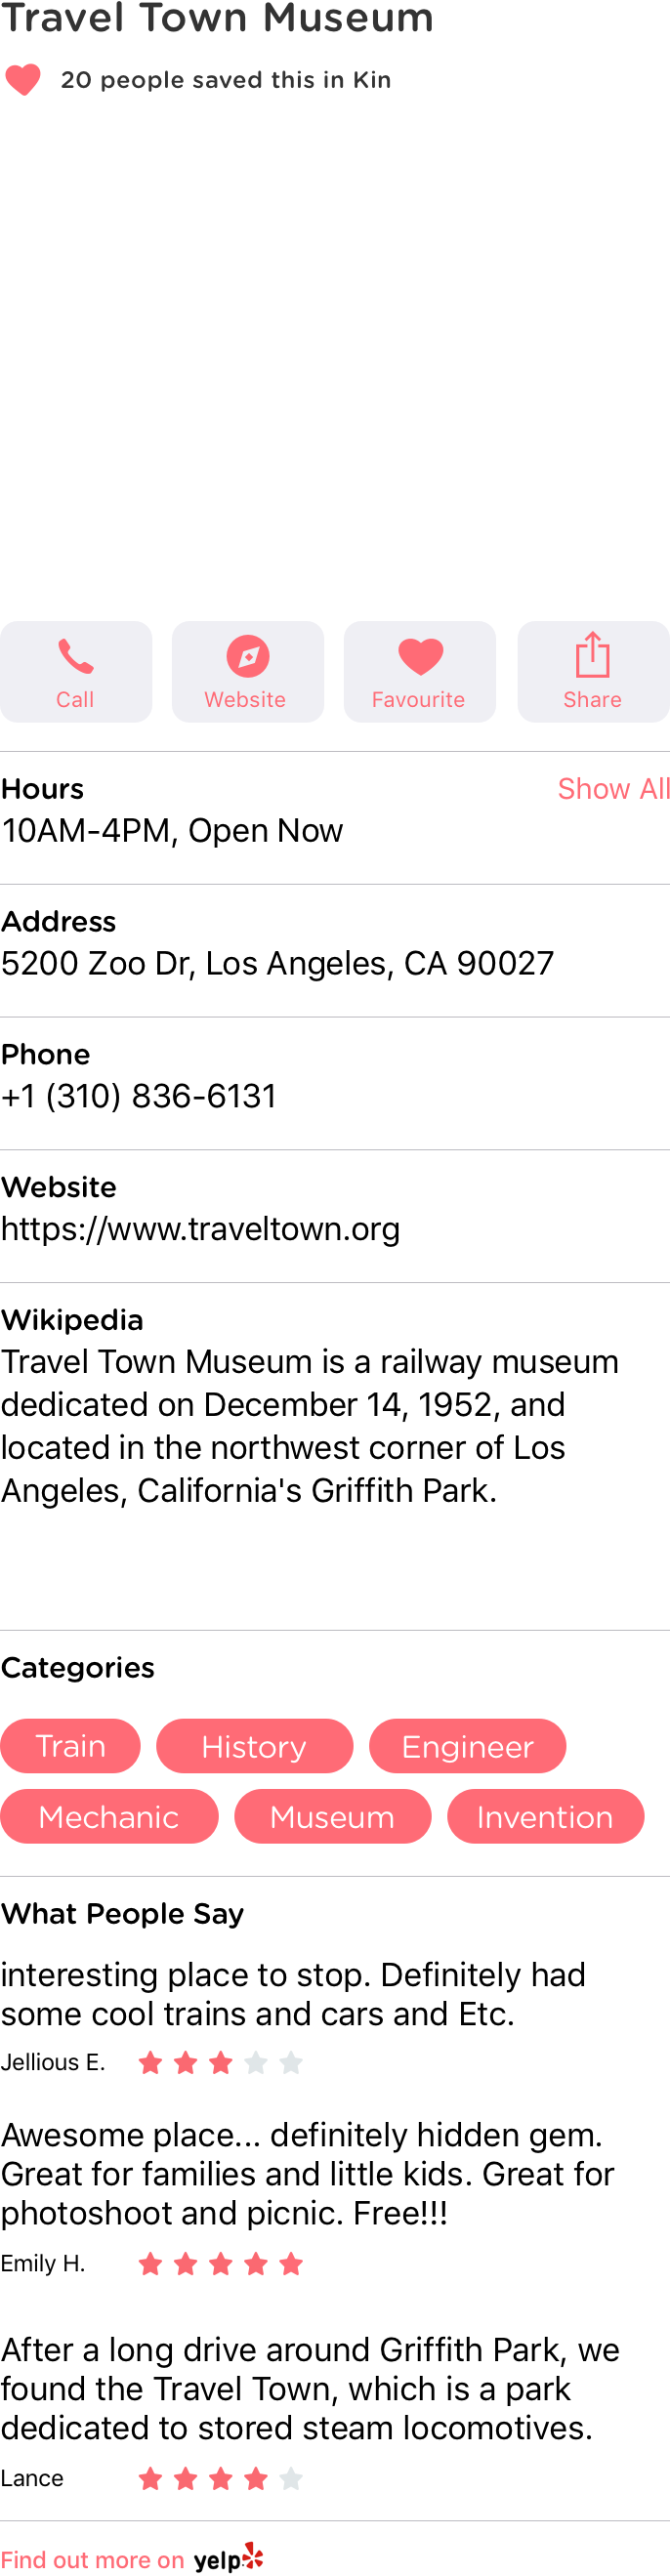 Travel Town Museum
20 people saved this in Kin
Call
Website
Favourite
Share
Hours
Show All
10AM-4PM, Open Now
Address
5200 Zoo Dr, Los Angeles, CA 90027
Phone
+1 (310) 836-6131
Website
https://www.traveltown.org
Wikipedia
Travel Town Museum is a railway museum
dedicated on December 14, 1952, and
located in the northwest corner of Los
Angeles, California's Griffith Park.
Categories
Train
History
Engineer
Mechanic
Museum
Invention
What People Say
interesting place to stop. Definitely had
some cool trains and cars and Etc.
Jellious E.
Awesome place... definitely hidden gem.
Great for families and little kids. Great for
photoshoot and picnic. Free!!!
Emily H.
After a long drive around Griffith Park, we
found the Travel Town, which is a park
dedicated to stored steam locomotives.
Lance
Find out more on yelp